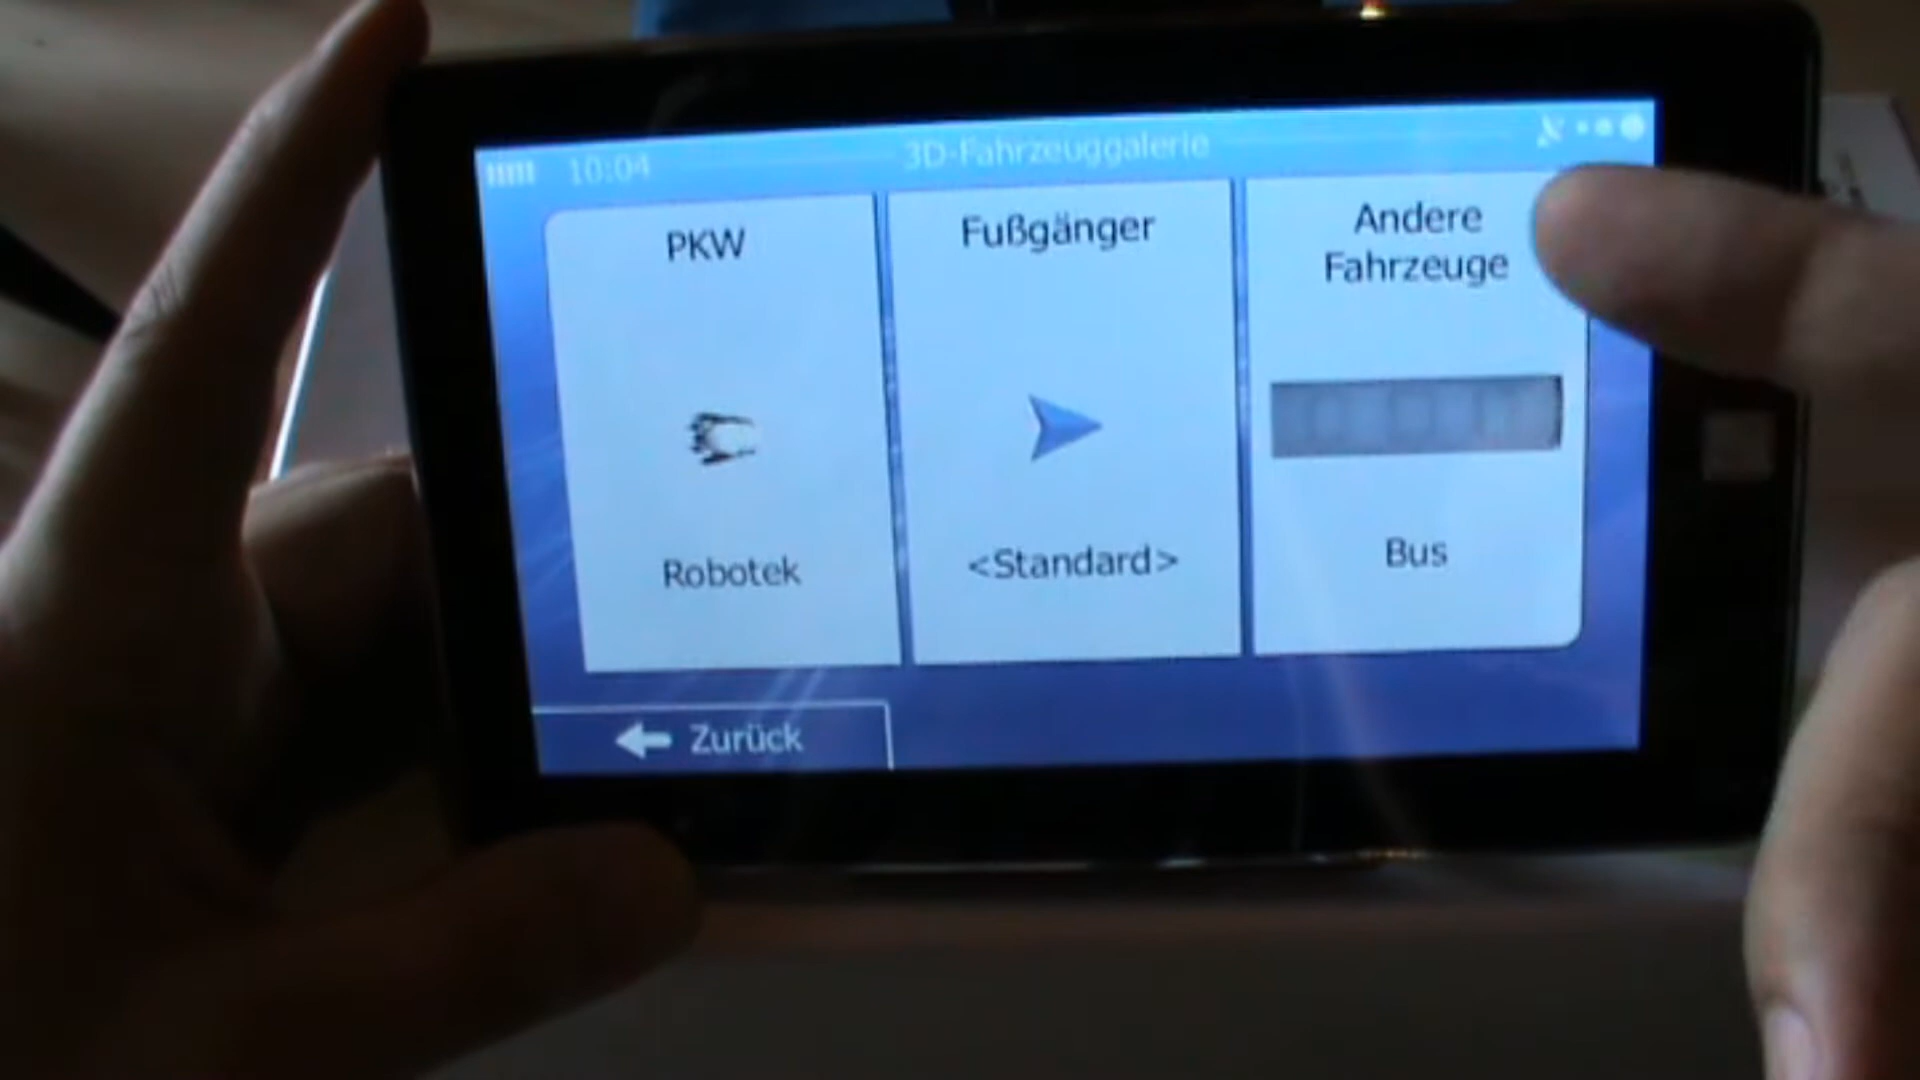 10:04
3D-Fahrzeuggalerie
PKW
Robotek
Fußgänger
<Standard>
Andere
Fahrzeuge
Bus
Zurück